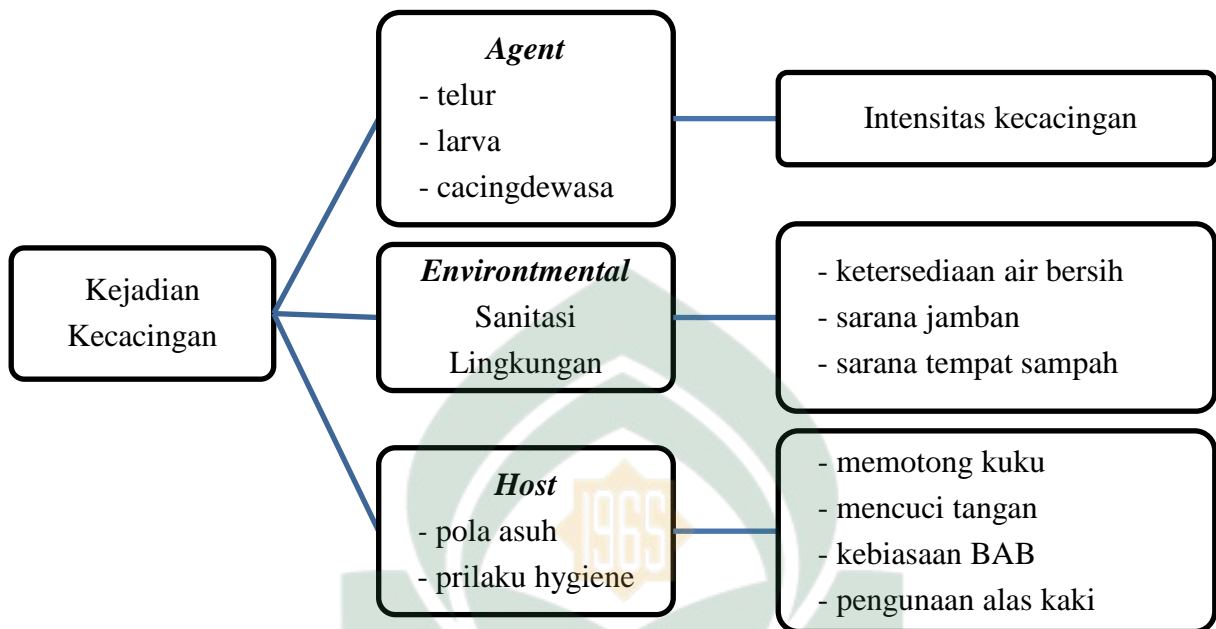 Agent
- telur
- larva
- cacingdewasa
Intensitas kecacingan
Kejadian
Kecacingan
Environtmental
Sanitasi
Lingkungan
- ketersediaan air bersih
- sarana jamban
- sarana tempat sampah
Host
- pola asuh
- prilaku hygiene
- memotong kuku
- mencuci tangan
- kebiasaan BAB
- pengunaan alas kaki
1965